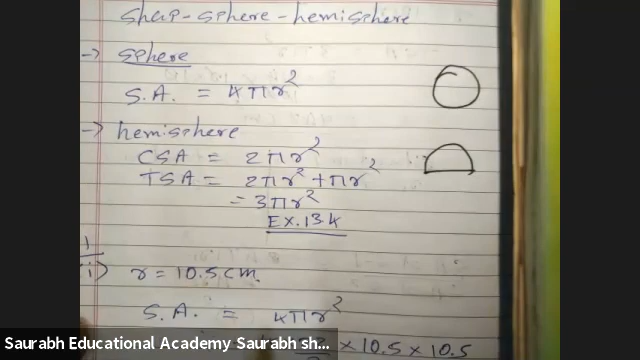 shap-sphere-hemisphere
-> sphere
S.A. = 4πr²
-> hemisphere
CSA = 2πr²
TSA = 2πr² + πr²
= 3πr²
EX.13.4
1
(i) r = 10.5 cm
S.A. = 4πr²
× 10.5 × 10.5
Saurabh Educational Academy Saurabh sh...